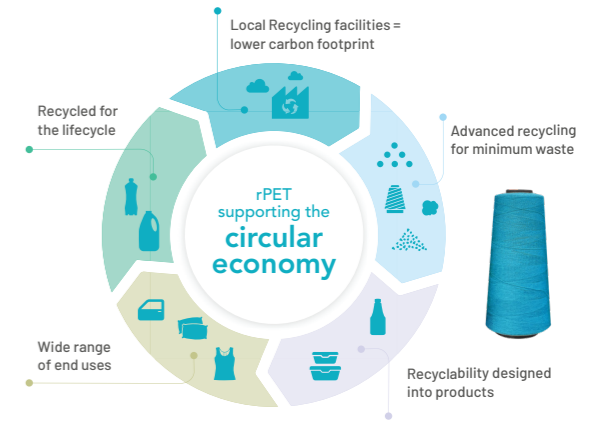 Local Recycling facilities =
lower carbon footprint
Recycled for
the lifecycle
Advanced recycling
for minimum waste
rPET
supporting the
circular
economy
Wide range
of end uses
Recyclability designed
into products